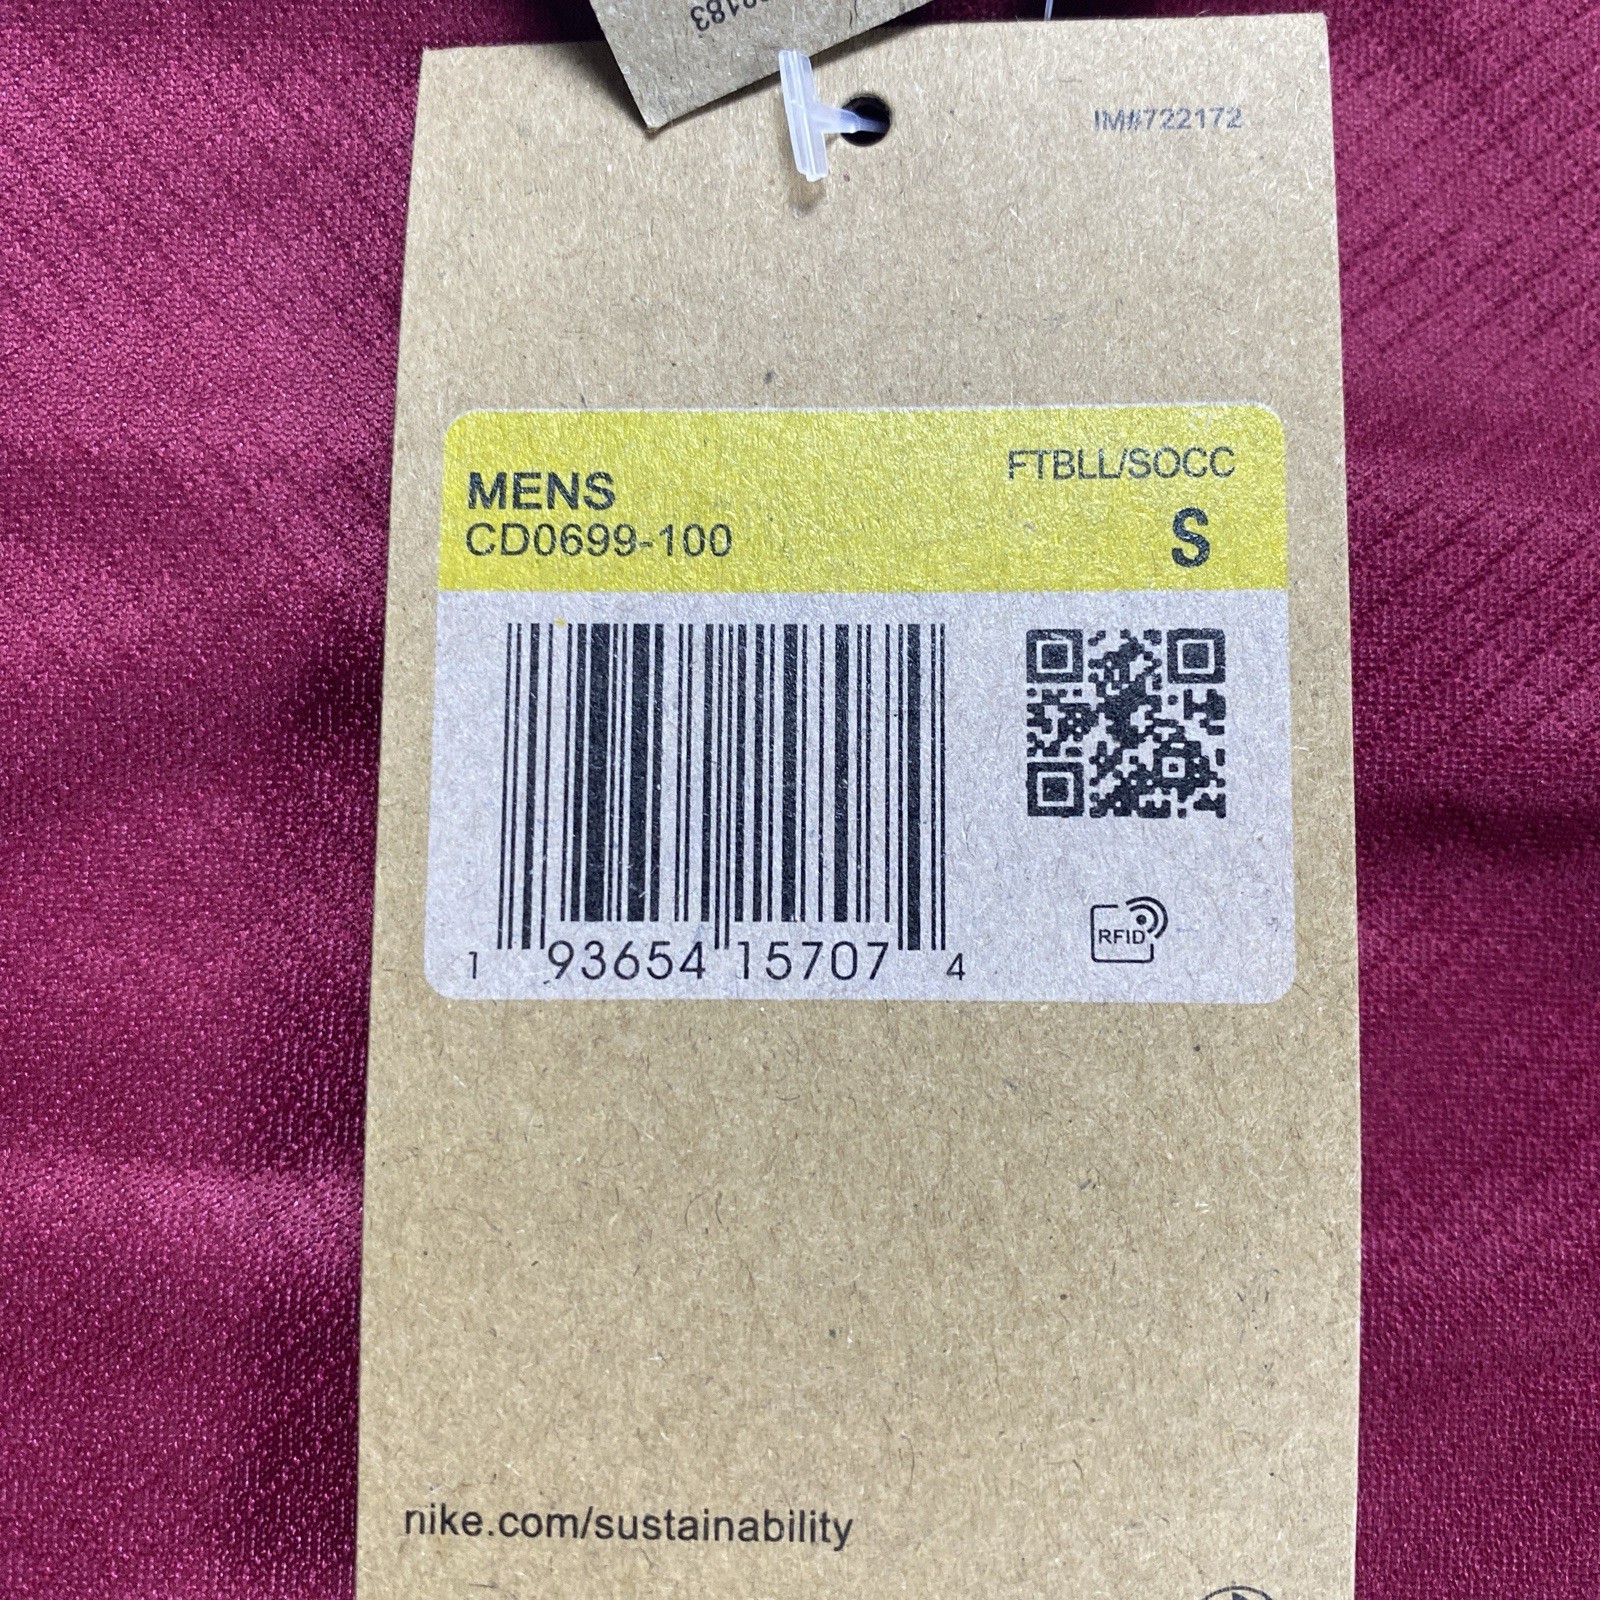 IM#722172
FTBLL/SOCC
MENS
CD0699-100
S
RFID
1 93654 15707 4
nike.com/sustainability